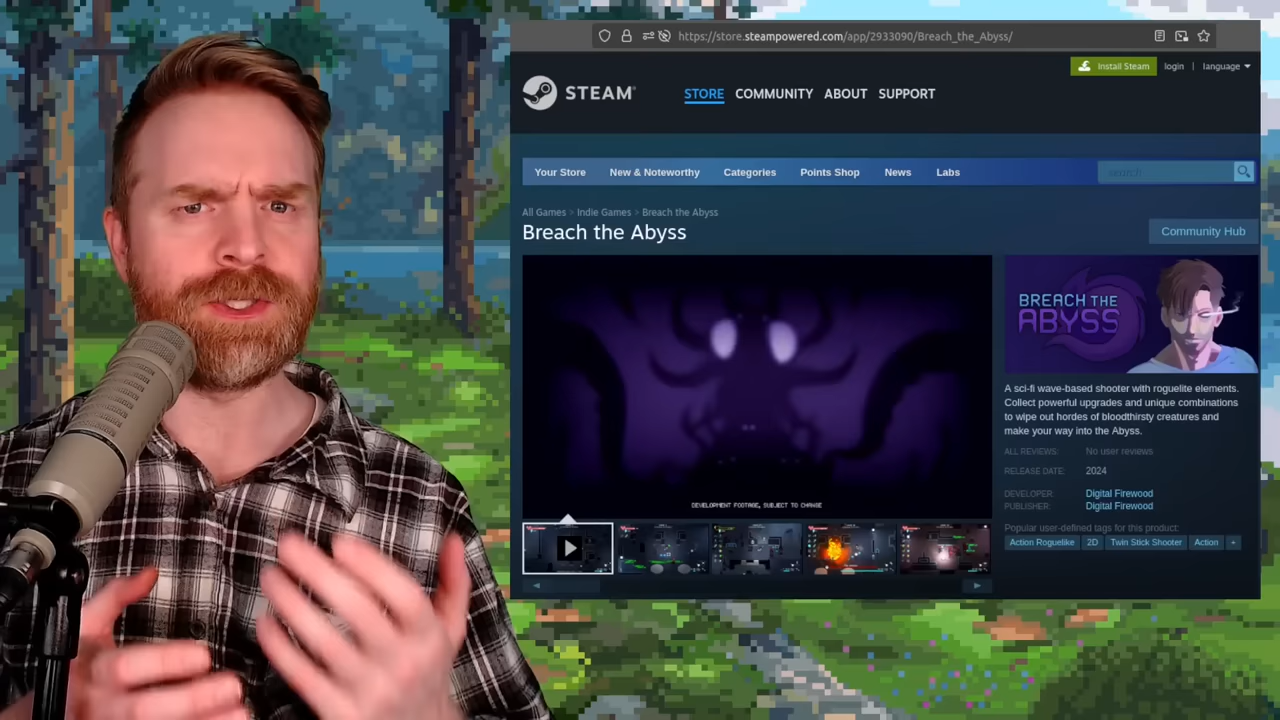 https://store.steampowered.com/app/2933090/Breach_the_Abyss/
Install Steam login | language
STEAM®
STORE COMMUNITY ABOUT SUPPORT
Your Store New & Noteworthy Categories Points Shop News Labs search
All Games > Indie Games > Breach the Abyss
Breach the Abyss
Community Hub
BREACH THE
ABYSS
DEVELOPMENT FOOTAGE, SUBJECT TO CHANGE
A sci-fi wave-based shooter with roguelite elements.
Collect powerful upgrades and unique combinations
to wipe out hordes of bloodthirsty creatures and
make your way into the Abyss.
ALL REVIEWS: No user reviews
RELEASE DATE: 2024
DEVELOPER: Digital Firewood
PUBLISHER: Digital Firewood
Popular user-defined tags for this product:
Action Roguelike 2D Twin Stick Shooter Action +